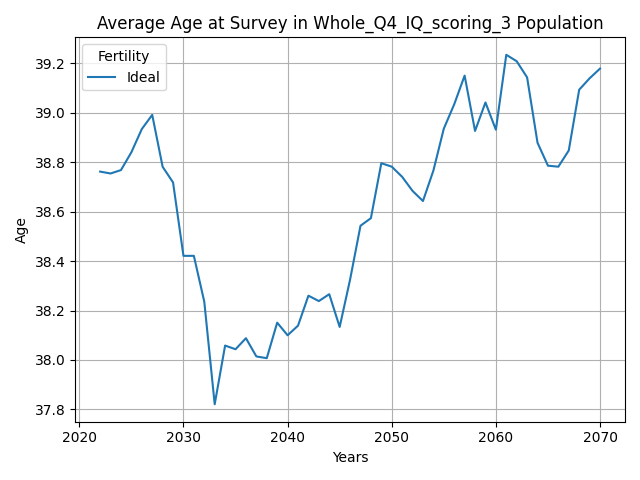 Average Age at Survey in Whole_Q4_IQ_scoring_3 Population
Fertility
Ideal
39.2
39.0
38.8
38.6
38.4
38.2
38.0
37.8
Age
2020 2030 2040 2050 2060 2070
Years